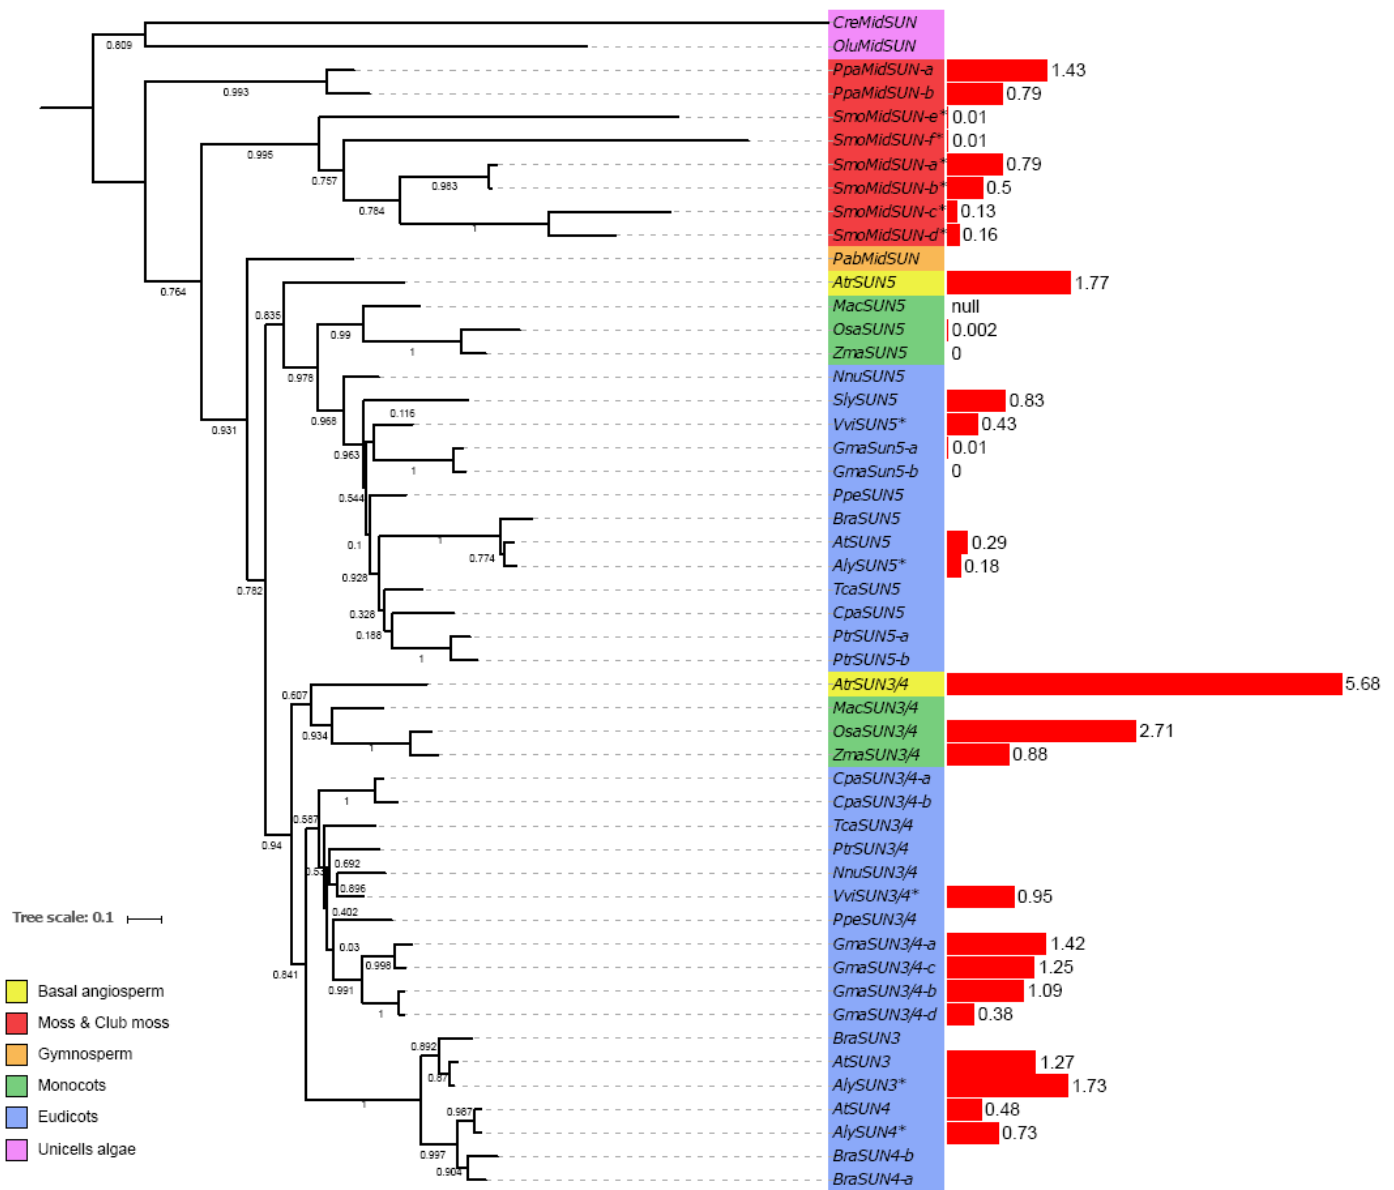 CreMidSUN
0.809
OluMidSUN
PpaMidSUN-a 1.43
0.993
PpaMidSUN-b 0.79
SmoMidSUN-e* 0.01
SmoMidSUN-f* 0.01
0.995
SmoMidSUN-a* 0.79
0.757
0.983
SmoMidSUN-b* 0.5
0.784
SmoMidSUN-c* 0.13
1
SmoMidSUN-d* 0.16
PabMidSUN
AtrSUN5 1.77
0.764
MacSUN5 null
0.835
OsaSUN5 0.002
0.99
1
ZmaSUN5 0
0.978
NnuSUN5
SlySUN5 0.83
0.116
0.968
VviSUN5* 0.43
0.931
GmaSun5-a 0.01
0.963
1
GmaSun5-b 0
0.544
PpeSUN5
BraSUN5
0.1
1
AtSUN5 0.29
0.774
AlySUN5* 0.18
0.928
0.782
TcaSUN5
0.328
CpaSUN5
0.188
PtrSUN5-a
1
PtrSUN5-b
AtrSUN3/4 5.68
0.607
MacSUN3/4
0.934
OsaSUN3/4 2.71
1
ZmaSUN3/4 0.88
CpaSUN3/4-a
1
CpaSUN3/4-b
0.587
TcaSUN3/4
0.94
PtrSUN3/4
0.692
NnuSUN3/4
0.896
VviSUN3/4* 0.95
0.402
Tree scale: 0.1
PpeSUN3/4
0.03
GmaSUN3/4-a 1.42
0.998
GmaSUN3/4-c 1.25
0.841
0.991
GmaSUN3/4-b 1.09
1
GmaSUN3/4-d 0.38
BraSUN3
0.892
AtSUN3 1.27
0.87
AlySUN3* 1.73
1
AtSUN4 0.48
0.987
AlySUN4* 0.73
0.997
BraSUN4-b
0.904
BraSUN4-a
Basal angiosperm
Moss & Club moss
Gymnosperm
Monocots
Eudicots
Unicells algae